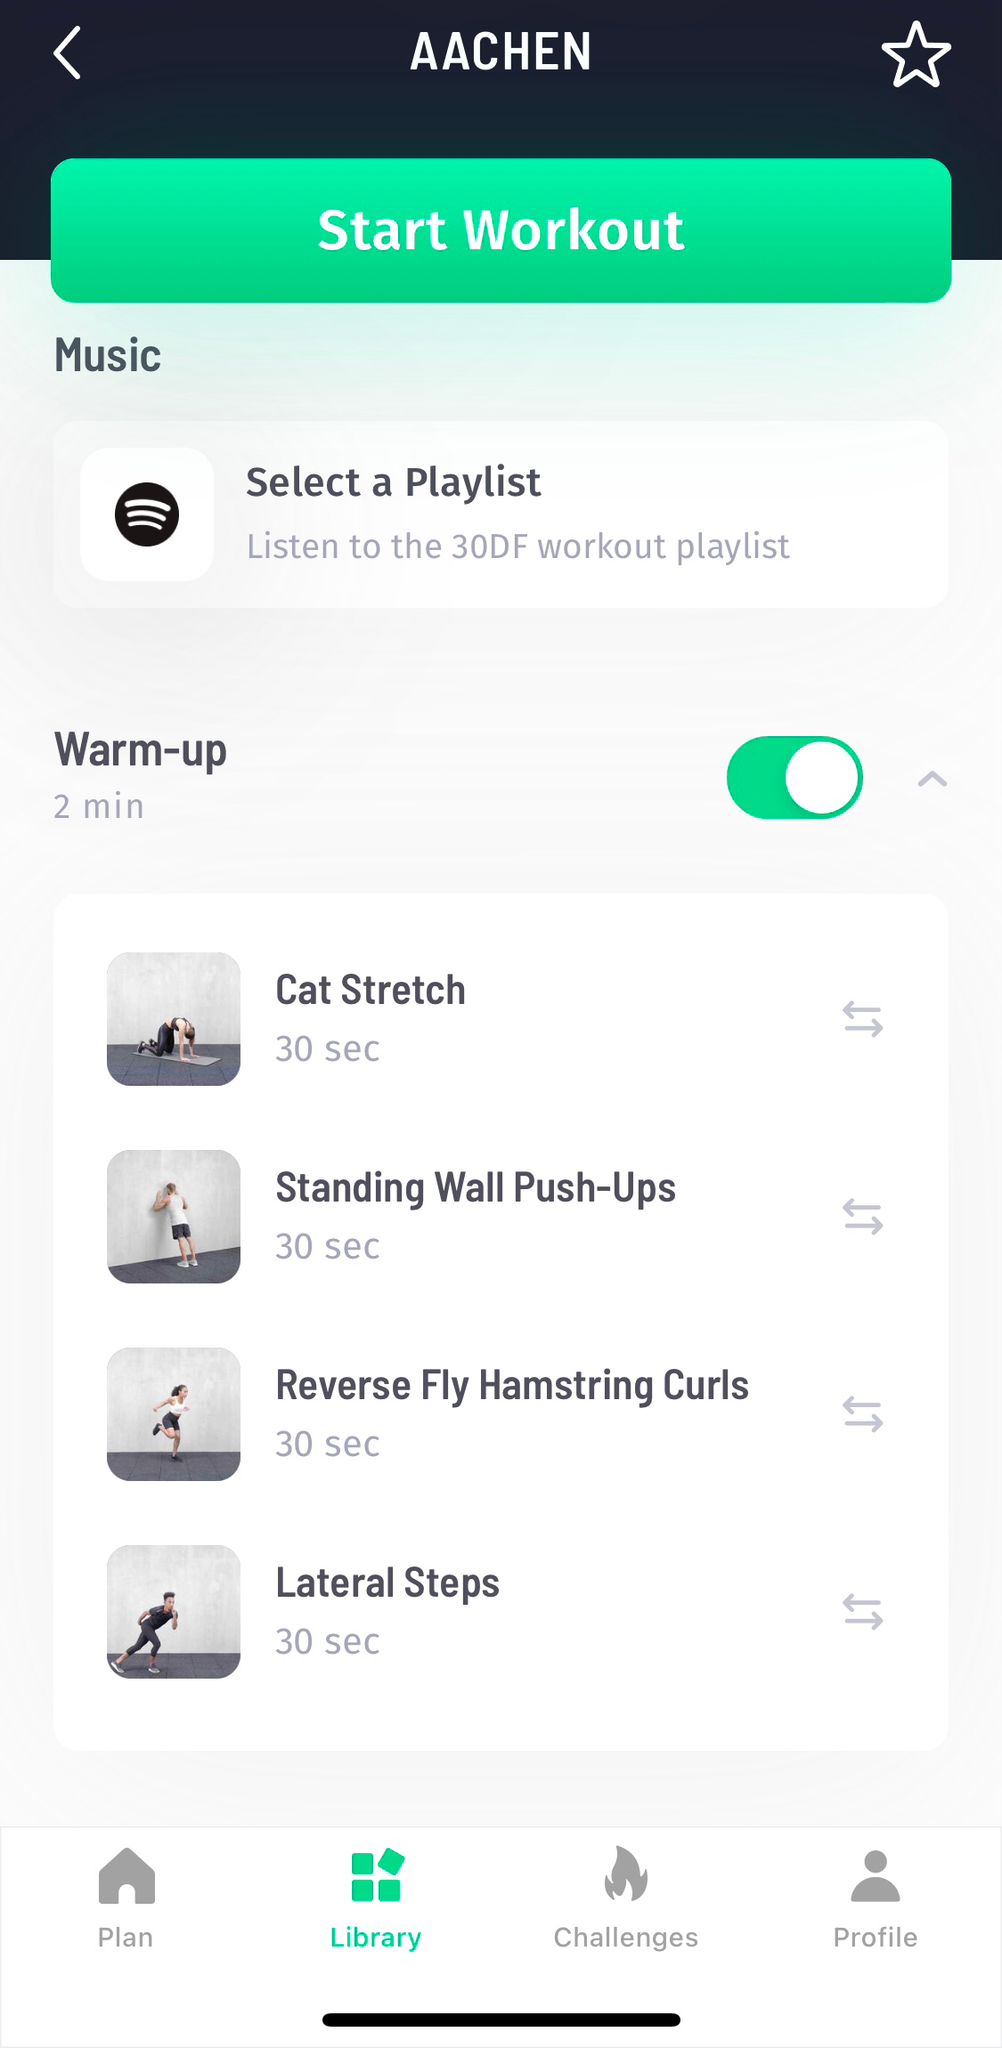 AACHEN
Start Workout
Music
Select a Playlist
Listen to the 30DF workout playlist
Warm-up
2 min
Cat Stretch
30 sec
Standing Wall Push-Ups
30 sec
Reverse Fly Hamstring Curls
30 sec
Lateral Steps
30 sec
Plan
Library
Challenges
Profile